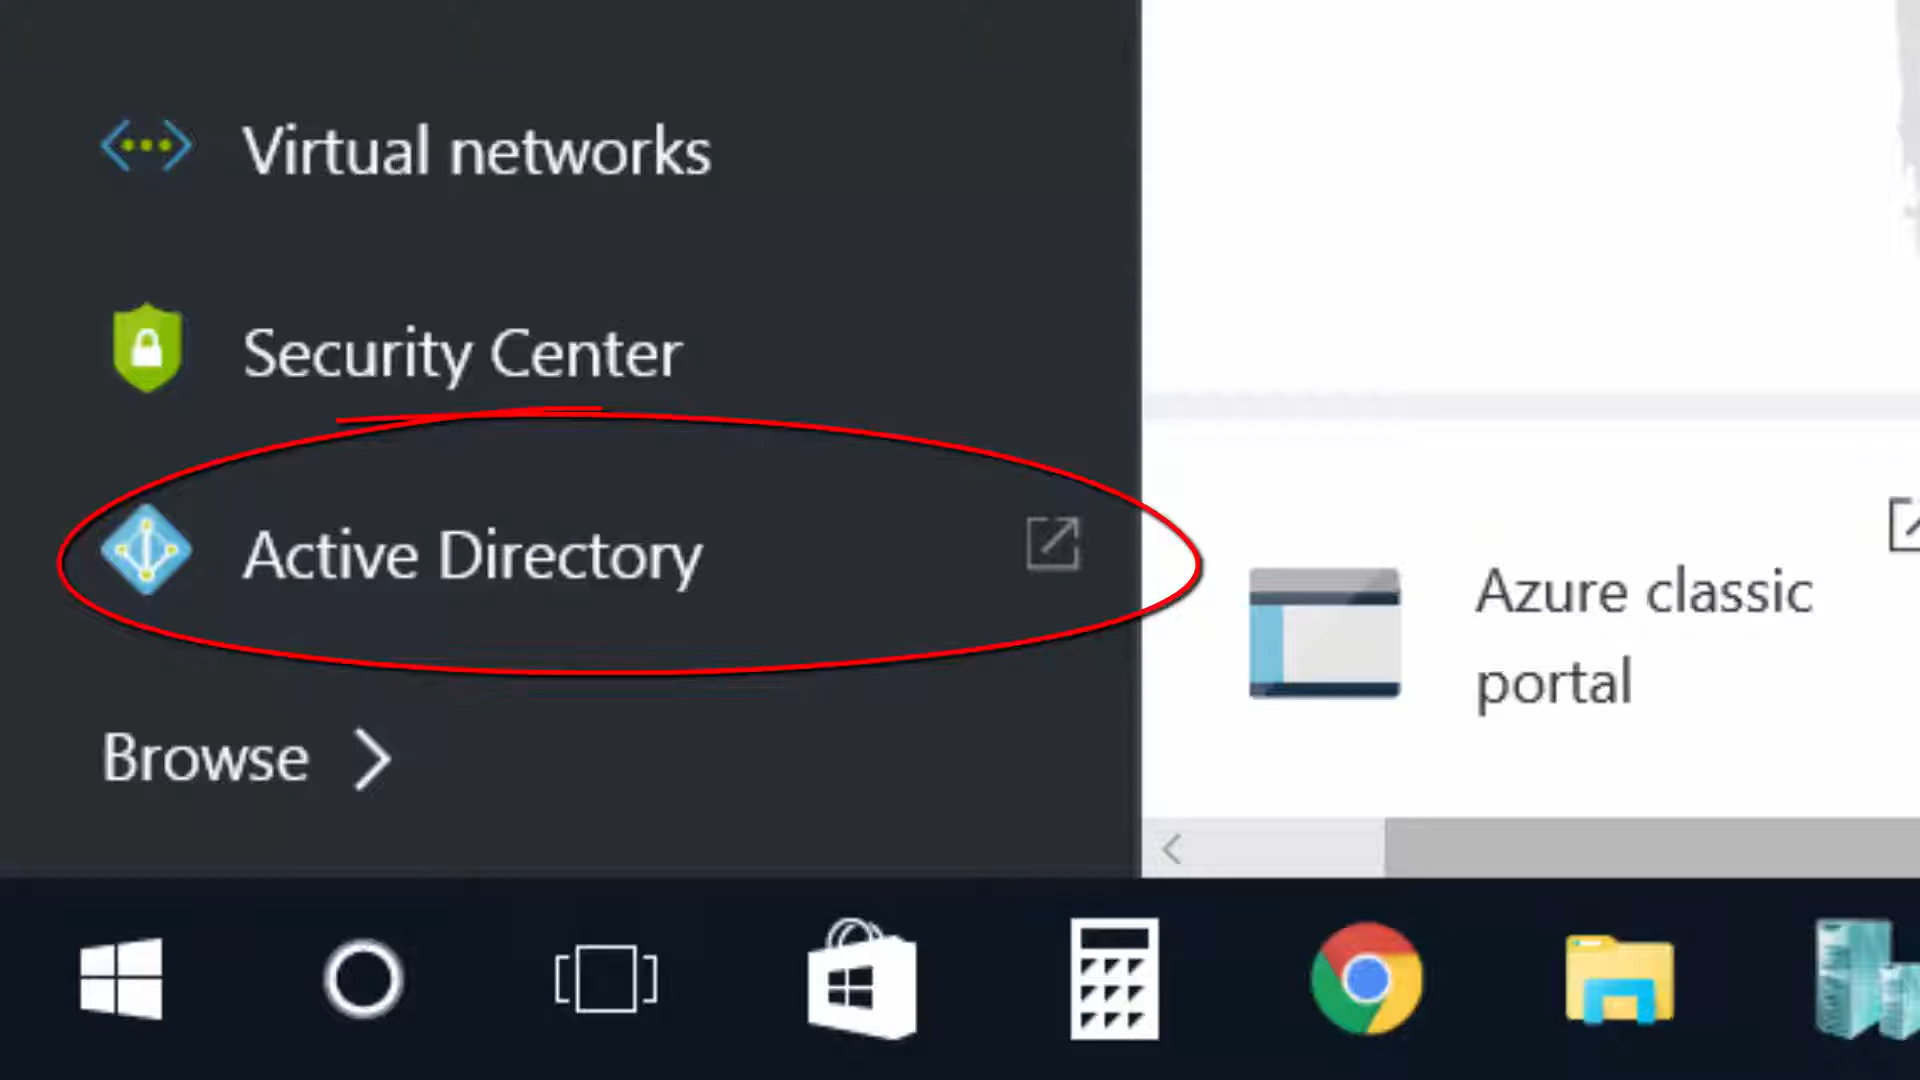 Virtual networks
Security Center
Active Directory
Browse
Azure classic
portal